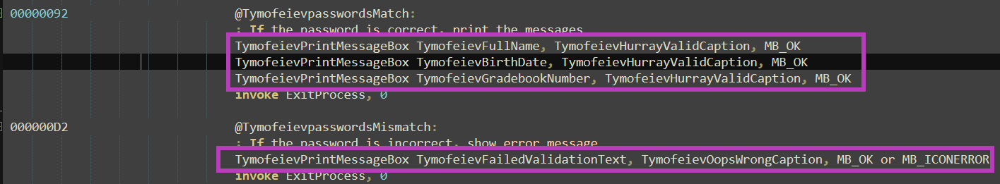 00000092 @TymofeievpasswordsMatch:
; If the password is correct, print the messages
TymofeievPrintMessageBox TymofeievFullName, TymofeievHurrayValidCaption, MB_OK
TymofeievPrintMessageBox TymofeievBirthDate, TymofeievHurrayValidCaption, MB_OK
TymofeievPrintMessageBox TymofeievGradebookNumber, TymofeievHurrayValidCaption, MB_OK
invoke ExitProcess, 0
000000D2 @TymofeievpasswordsMismatch:
; If the password is incorrect, show error message
TymofeievPrintMessageBox TymofeievFailedValidationText, TymofeievOopsWrongCaption, MB_OK or MB_ICONERROR
invoke ExitProcess, 0